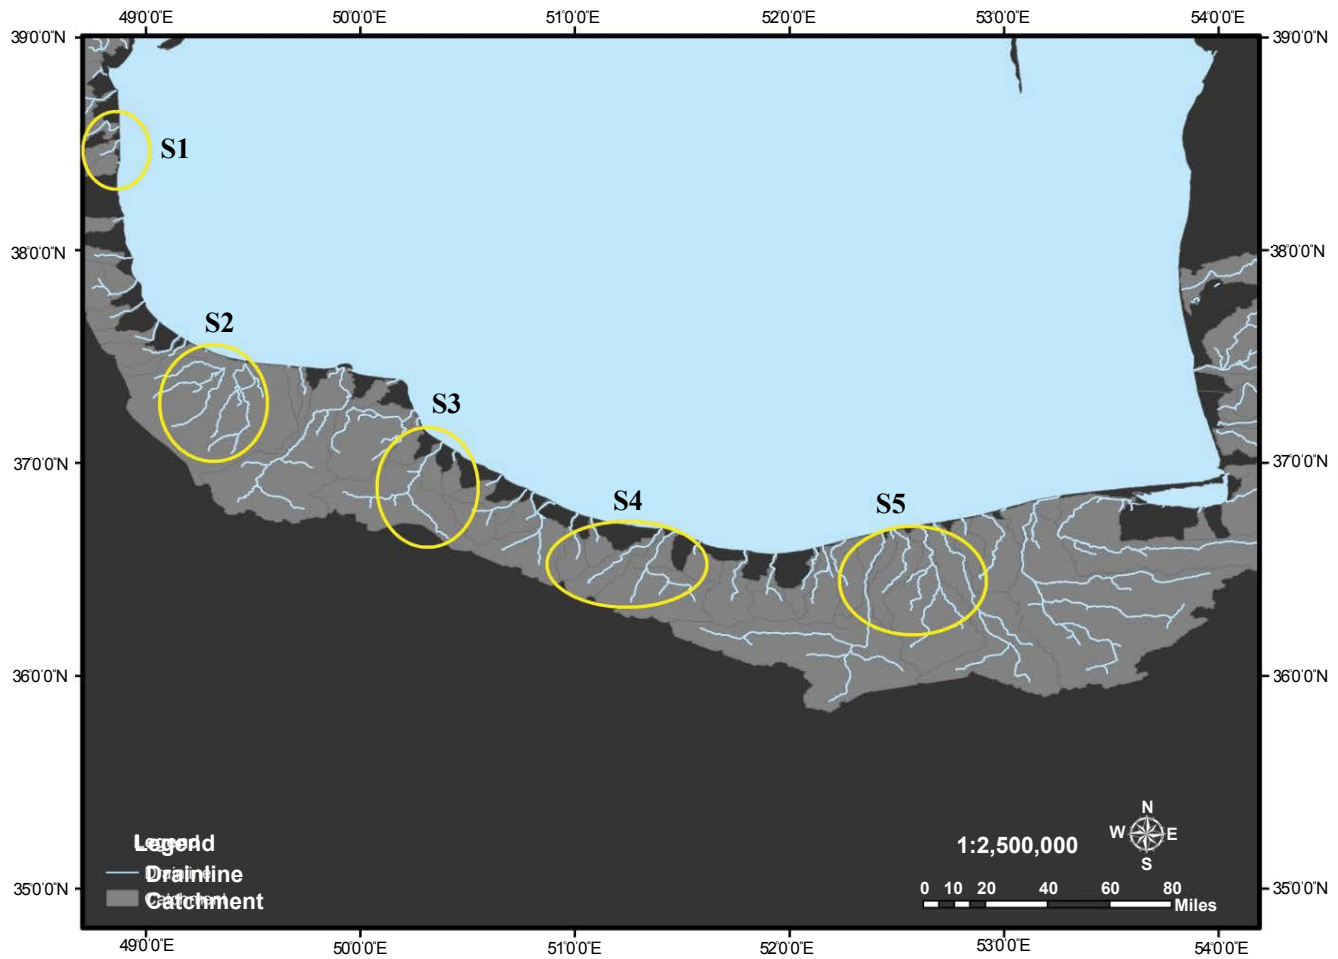 49°0'0"E 50°0'0"E 51°0'0"E 52°0'0"E 53°0'0"E 54°0'0"E
39°0'0"N 39°0'0"N
S1
38°0'0"N 38°0'0"N
S2
S3
37°0'0"N 37°0'0"N
S4 S5
36°0'0"N 36°0'0"N
N
W E
S
Legend
1:2,500,000
Drainline
Catchment
0 10 20 40 60 80
Miles
35°0'0"N 35°0'0"N
49°0'0"E 50°0'0"E 51°0'0"E 52°0'0"E 53°0'0"E 54°0'0"E